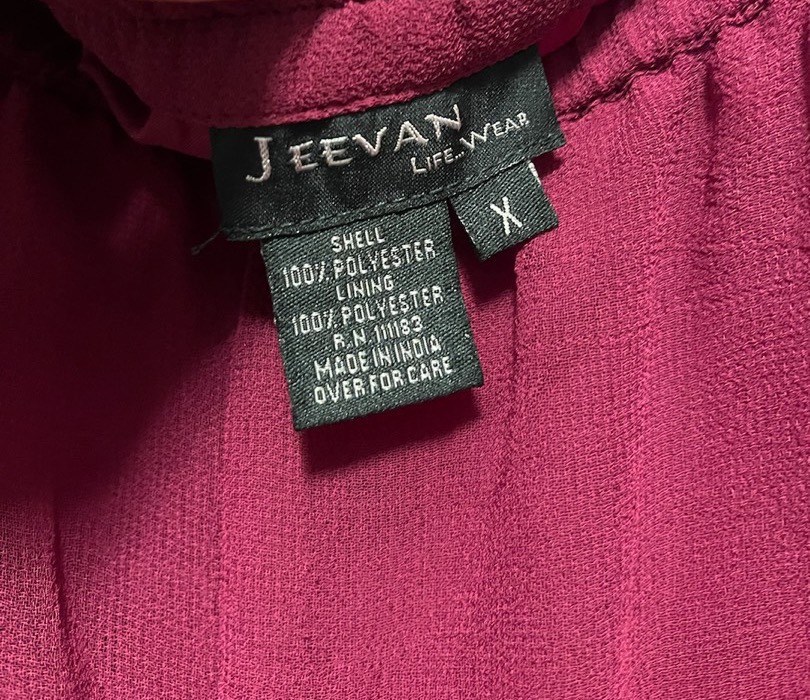 JEEVAN
LIFE...WEAR
X
SHELL
100% POLYESTER
LINING
100% POLYESTER
R.N. 111183
MADE IN INDIA
OVER FOR CARE